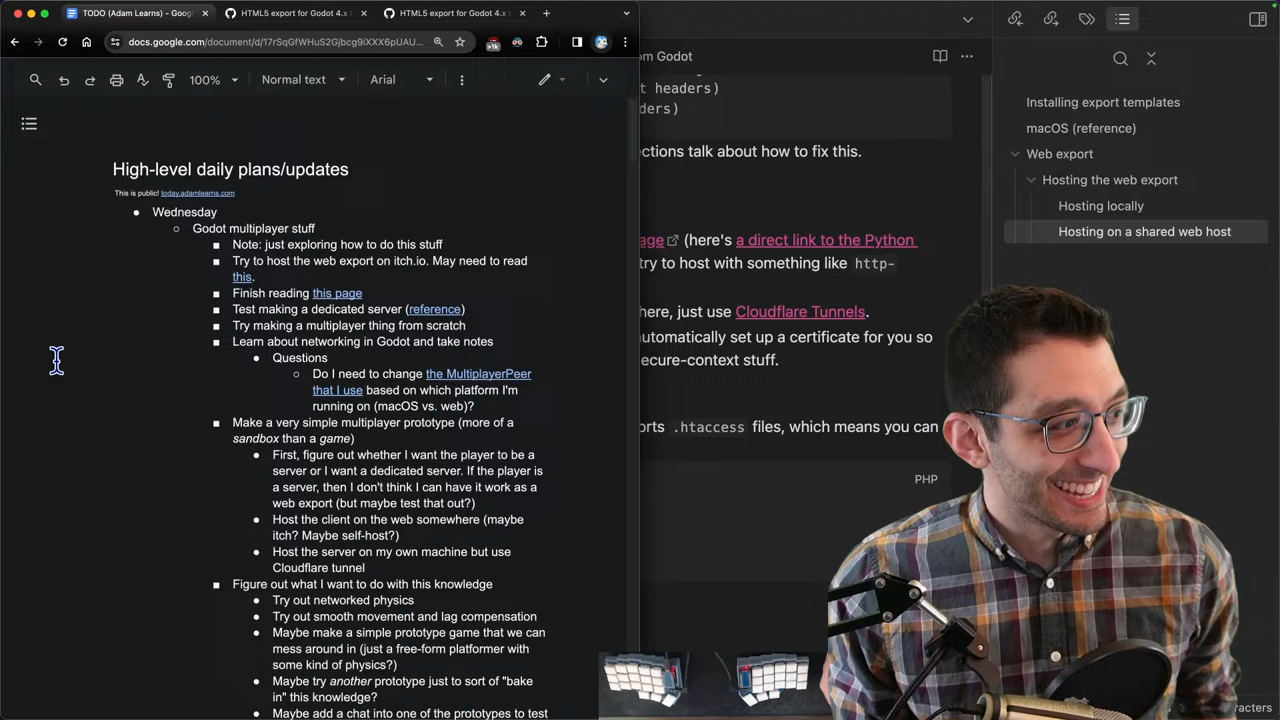 TODO (Adam Learns) - Goo
HTML5 export for Godot 4.x
HTML5 export for Godot 4.x
docs.google.com/document/d/17rSqGfWHuS2Gjbcg9iXXX6pUAU...
>1k
100%
Normal text
Arial
High-level daily plans/updates
This is public! today.adamlearns.com
Wednesday
Godot multiplayer stuff
Note: just exploring how to do this stuff
Try to host the web export on itch.io. May need to read
this.
Finish reading this page
Test making a dedicated server (reference)
Try making a multiplayer thing from scratch
Learn about networking in Godot and take notes
Questions
Do I need to change the MultiplayerPeer
that I use based on which platform I'm
running on (macOS vs. web)?
Make a very simple multiplayer prototype (more of a
sandbox than a game)
First, figure out whether I want the player to be a
server or I want a dedicated server. If the player is
a server, then I don't think I can have it work as a
web export (but maybe test that out?)
Host the client on the web somewhere (maybe
itch? Maybe self-host?)
Host the server on my own machine but use
Cloudflare tunnel
Figure out what I want to do with this knowledge
Try out networked physics
Try out smooth movement and lag compensation
Maybe make a simple prototype game that we can
mess around in (just a free-form platformer with
some kind of physics?)
Maybe try another prototype just to sort of "bake
in" this knowledge?
Maybe add a chat into one of the prototypes to test
om Godot
t headers)
ders)
ctions talk about how to fix this.
age (here's a direct link to the Python
try to host with something like http-
here, just use Cloudflare Tunnels.
automatically set up a certificate for you so
ecure-context stuff.
orts .htaccess files, which means you can
PHP
Installing export templates
macOS (reference)
Web export
Hosting the web export
Hosting locally
Hosting on a shared web host
aracters